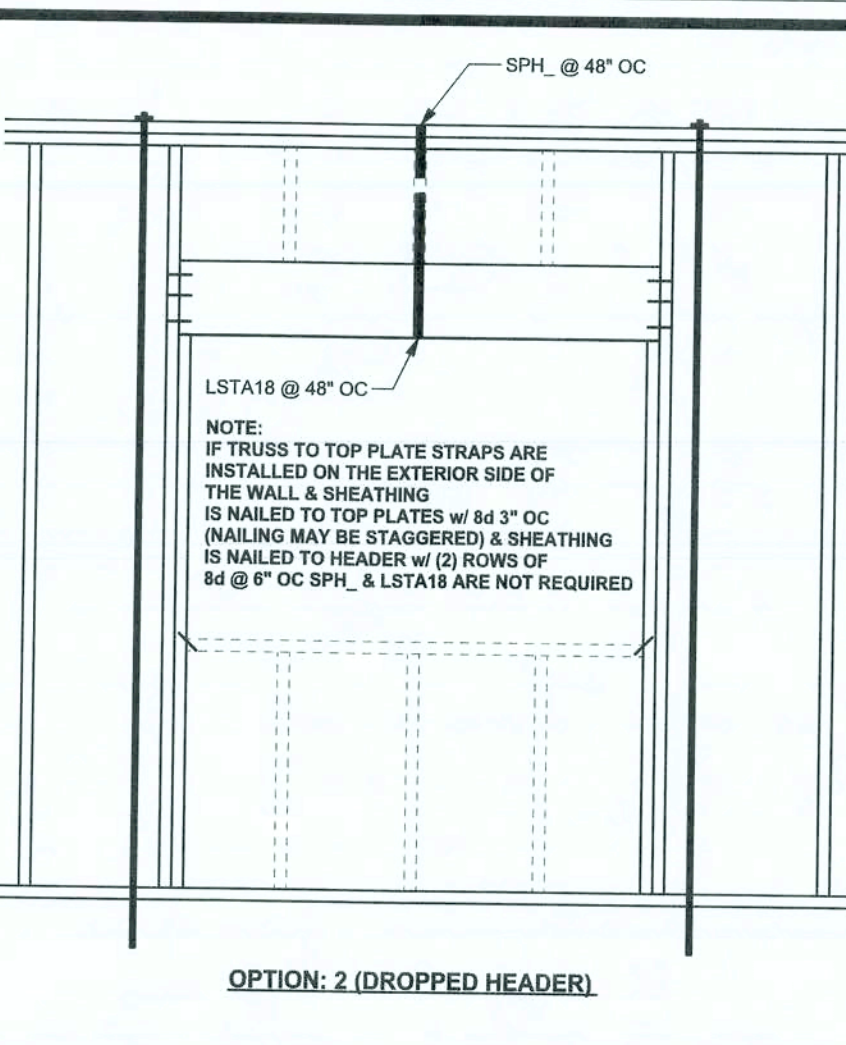 SPH_ @ 48" OC
LSTA18 @ 48" OC
NOTE:
IF TRUSS TO TOP PLATE STRAPS ARE
INSTALLED ON THE EXTERIOR SIDE OF
THE WALL & SHEATHING
IS NAILED TO TOP PLATES w/ 8d 3" OC
(NAILING MAY BE STAGGERED) & SHEATHING
IS NAILED TO HEADER w/ (2) ROWS OF
8d @ 6" OC SPH_ & LSTA18 ARE NOT REQUIRED
OPTION: 2 (DROPPED HEADER)